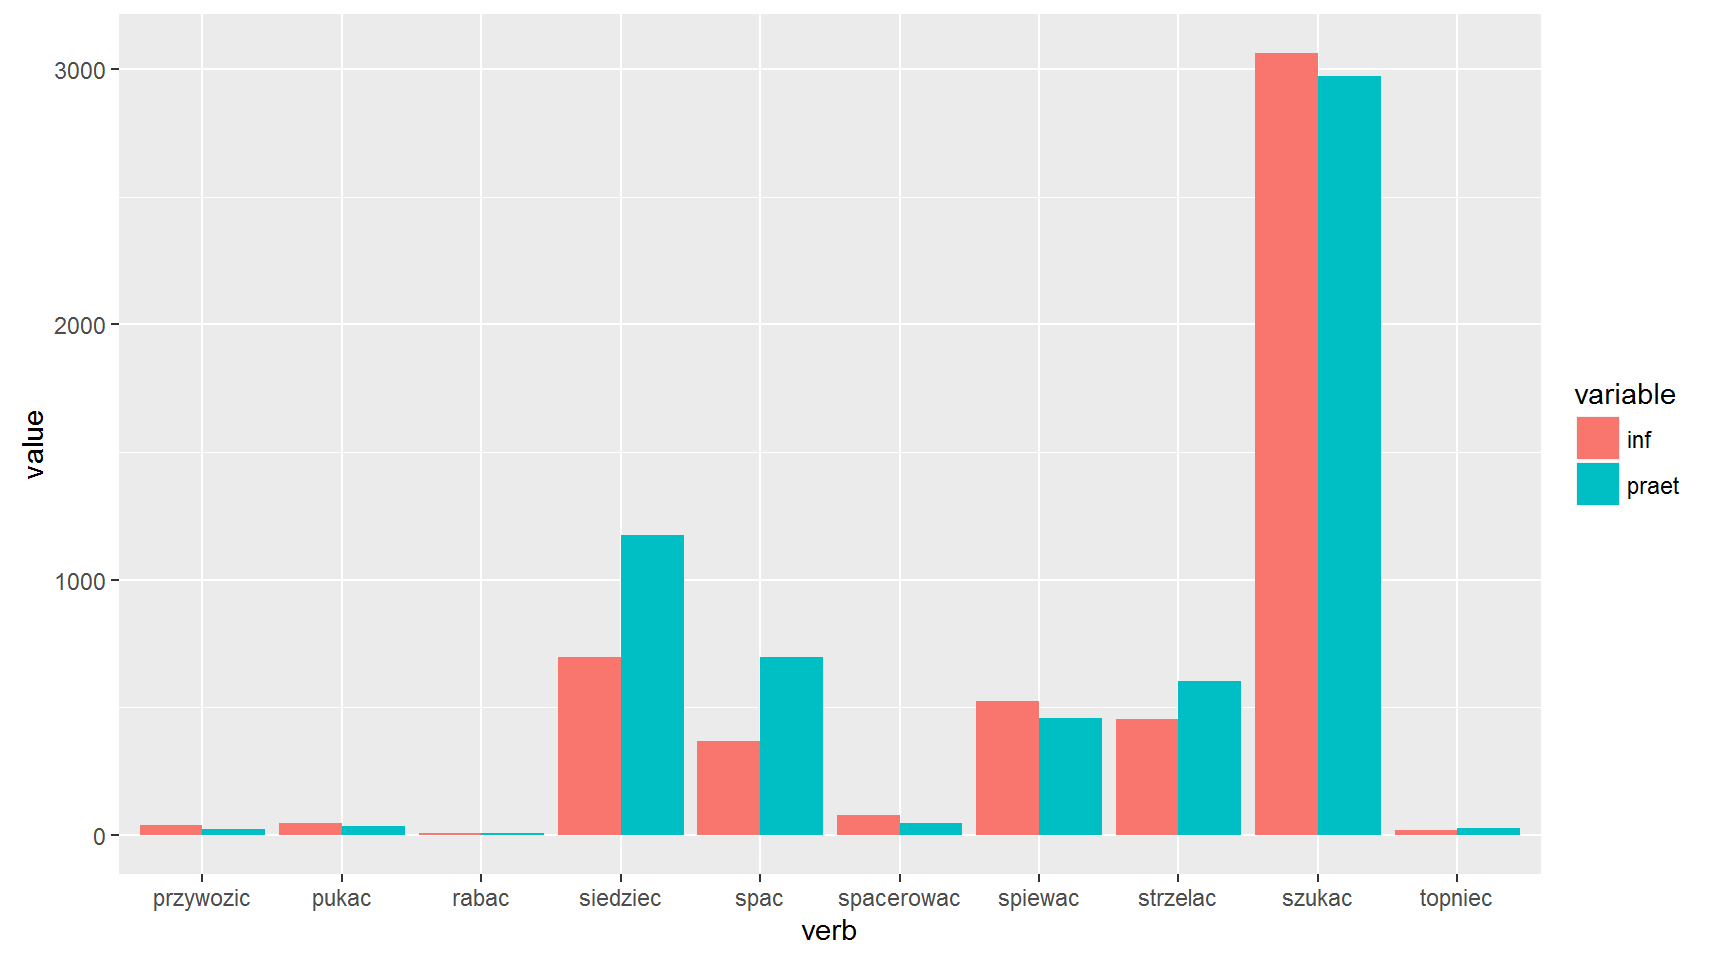 3000
2000
1000
0
value
przywozic pukac rabac siedziec spac spacerowac spiewac strzelac szukac topniec
verb
variable
inf
praet